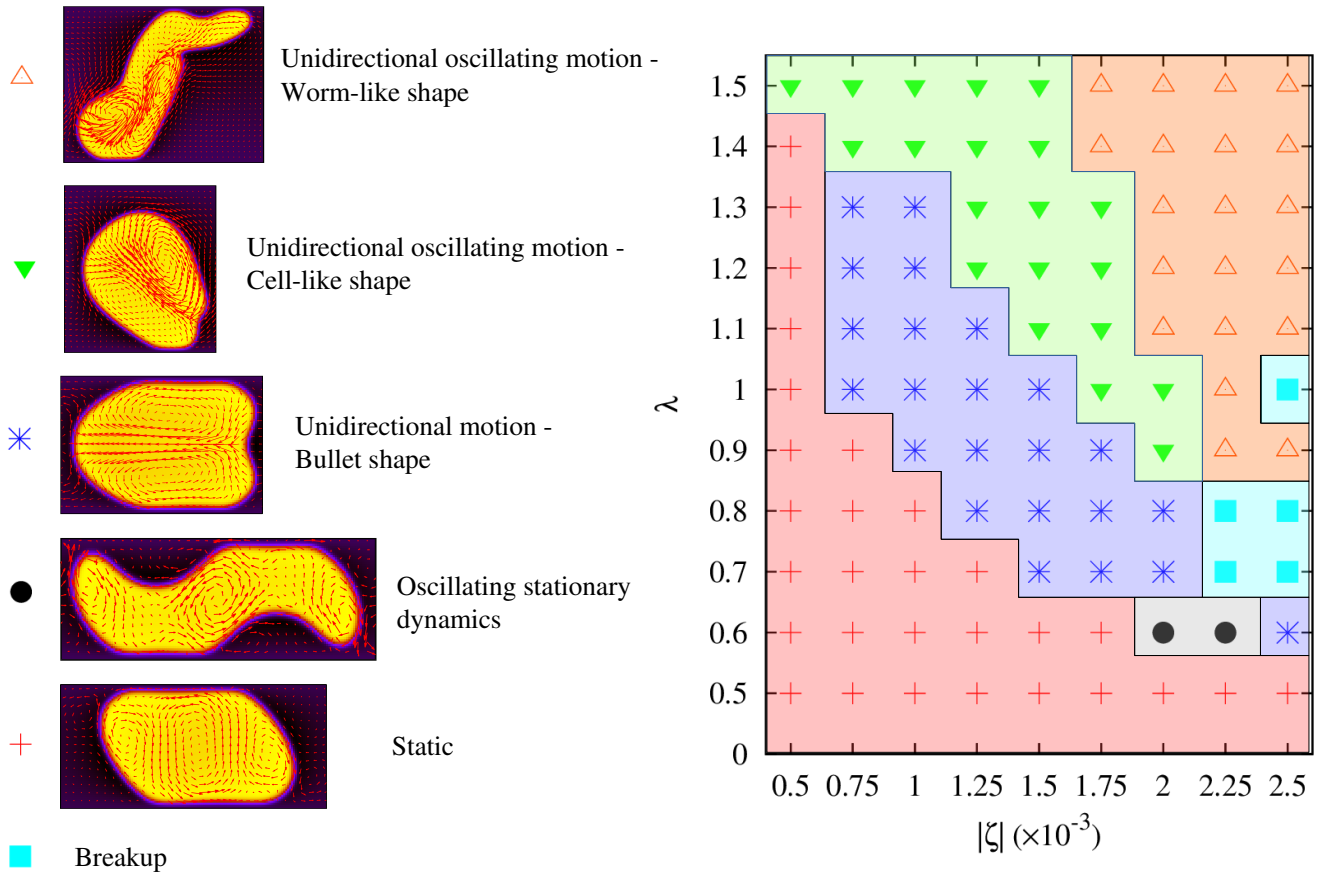 Unidirectional oscillating motion -
Worm-like shape
Unidirectional oscillating motion -
Cell-like shape
Unidirectional motion -
Bullet shape
Oscillating stationary
dynamics
Static
Breakup
λ
1.5
1.4
1.3
1.2
1.1
1
0.9
0.8
0.7
0.6
0.5
0
0.5 0.75 1 1.25 1.5 1.75 2 2.25 2.5
|ζ| (×10⁻³)